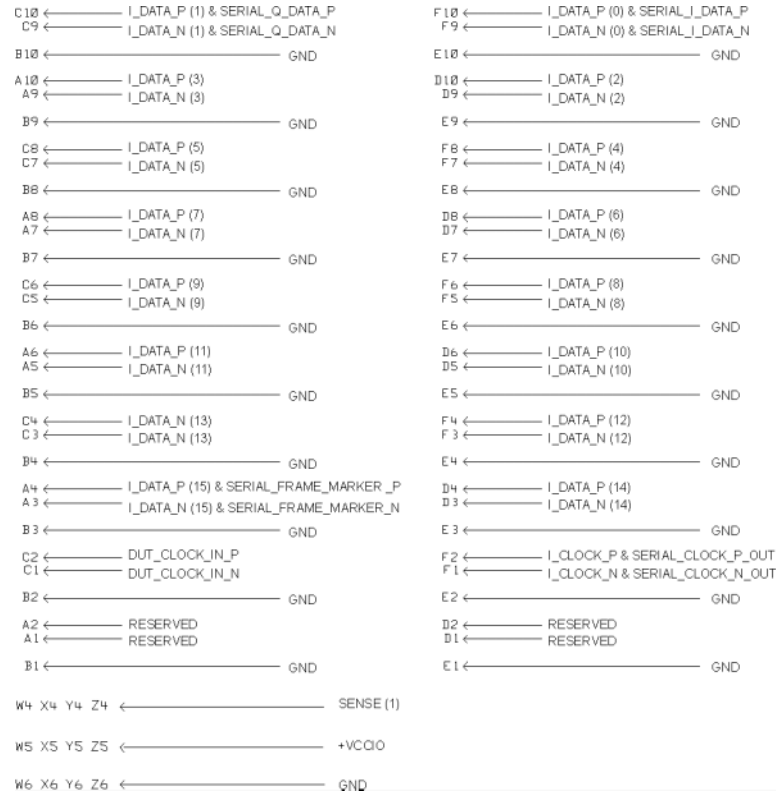 C10 I_DATA_P (1) & SERIAL_Q_DATA_P
C9 I_DATA_N (1) & SERIAL_Q_DATA_N
B10 GND
A10 I_DATA_P (3)
A9 I_DATA_N (3)
B9 GND
C8 I_DATA_P (5)
C7 I_DATA_N (5)
B8 GND
A8 I_DATA_P (7)
A7 I_DATA_N (7)
B7 GND
C6 I_DATA_P (9)
C5 I_DATA_N (9)
B6 GND
A6 I_DATA_P (11)
A5 I_DATA_N (11)
B5 GND
C4 I_DATA_N (13)
C3 I_DATA_N (13)
B4 GND
A4 I_DATA_P (15) & SERIAL_FRAME_MARKER _P
A3 I_DATA_N (15) & SERIAL_FRAME_MARKER_N
B3 GND
C2 DUT_CLOCK_IN_P
C1 DUT_CLOCK_IN_N
B2 GND
A2 RESERVED
A1 RESERVED
B1 GND
W4 X4 Y4 Z4 SENSE (1)
W5 X5 Y5 Z5 +VCCIO
W6 X6 Y6 Z6 GND
F10 I_DATA_P (0) & SERIAL_I_DATA_P
F9 I_DATA_N (0) & SERIAL_I_DATA_N
E10 GND
D10 I_DATA_P (2)
D9 I_DATA_N (2)
E9 GND
F8 I_DATA_P (4)
F7 I_DATA_N (4)
E8 GND
D8 I_DATA_P (6)
D7 I_DATA_N (6)
E7 GND
F6 I_DATA_P (8)
F5 I_DATA_N (8)
E6 GND
D6 I_DATA_P (10)
D5 I_DATA_N (10)
E5 GND
F4 I_DATA_P (12)
F3 I_DATA_N (12)
E4 GND
D4 I_DATA_P (14)
D3 I_DATA_N (14)
E3 GND
F2 I_CLOCK_P & SERIAL_CLOCK_P_OUT
F1 I_CLOCK_N & SERIAL_CLOCK_N_OUT
E2 GND
D2 RESERVED
D1 RESERVED
E1 GND